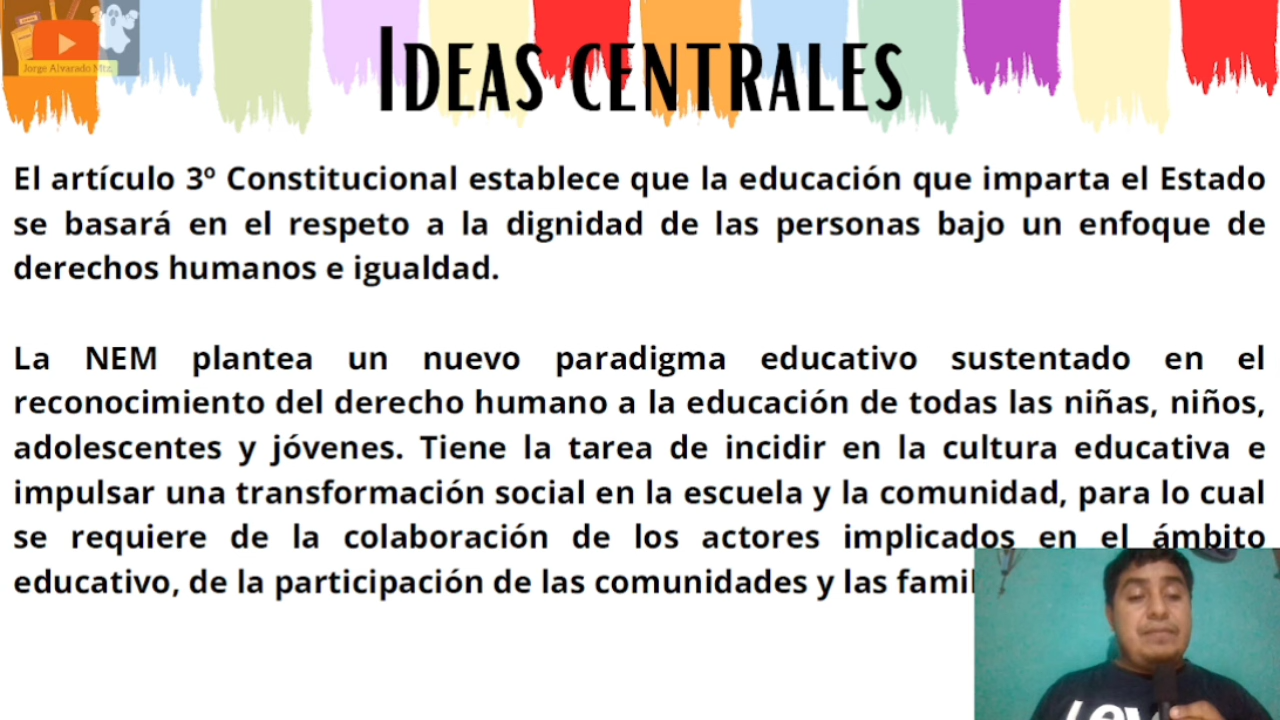 Jorge Alvarado Mtz.
IDEAS CENTRALES
El artículo 3º Constitucional establece que la educación que imparta el Estado
se basará en el respeto a la dignidad de las personas bajo un enfoque de
derechos humanos e igualdad.
La NEM plantea un nuevo paradigma educativo sustentado en el
reconocimiento del derecho humano a la educación de todas las niñas, niños,
adolescentes y jóvenes. Tiene la tarea de incidir en la cultura educativa e
impulsar una transformación social en la escuela y la comunidad, para lo cual
se requiere de la colaboración de los actores implicados en el ámbito
educativo, de la participación de las comunidades y las